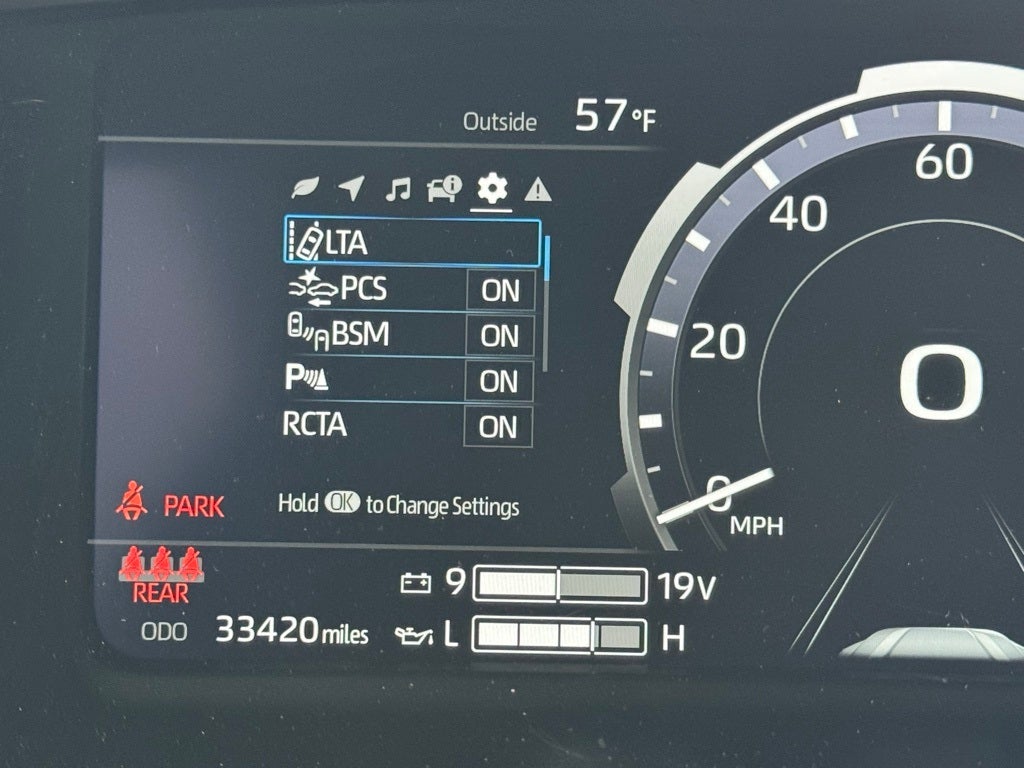 Outside 57°F
LTA
PCS ON
BSM ON
P ON
RCTA ON
Hold OK to Change Settings
PARK
REAR
ODO 33420 miles
9 19V
L H
0
20
40
60
0
MPH